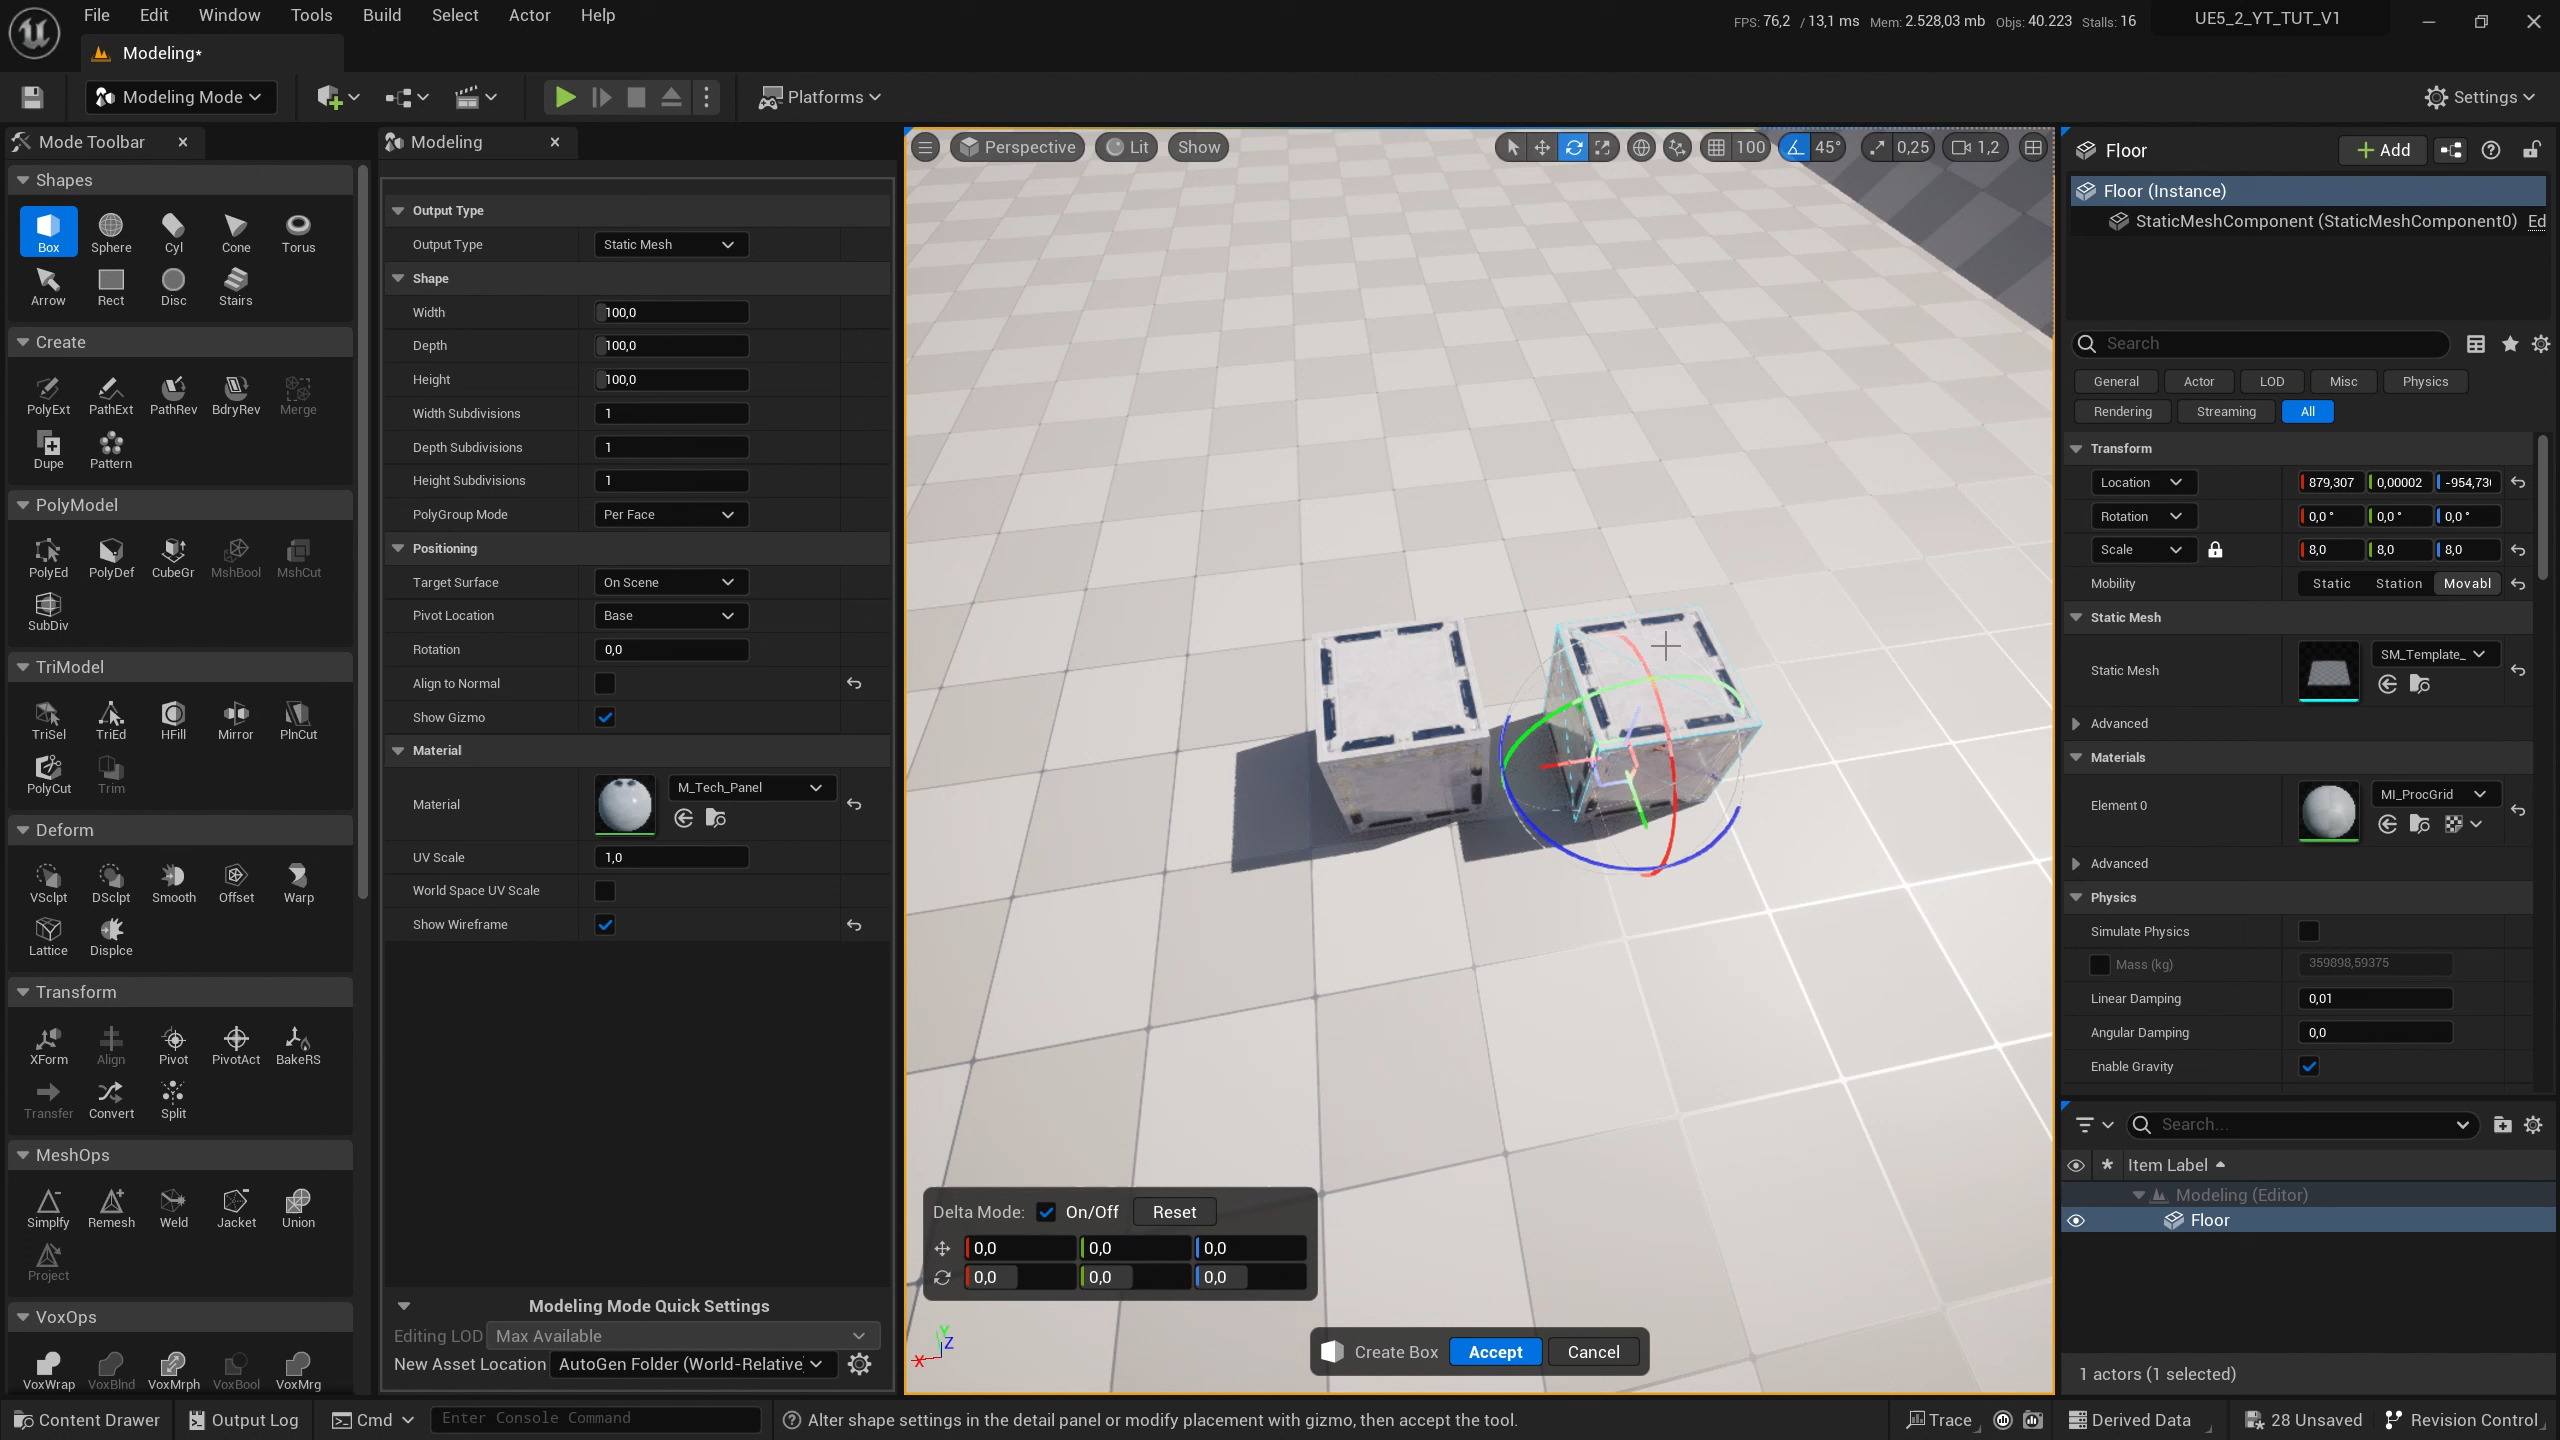 File Edit Window Tools Build Select Actor Help
FPS: 76,2 / 13,1 ms Mem: 2.528,03 mb Objs: 40.223 Stalls: 16
UE5_2_YT_TUT_V1
Modeling*
Modeling Mode
Platforms
Settings
Mode Toolbar
Shapes
Box Sphere Cyl Cone Torus
Arrow Rect Disc Stairs
Create
PolyExt PathExt PathRev BdryRev Merge
Dupe Pattern
PolyModel
PolyEd PolyDef CubeGr MshBool MshCut
SubDiv
TriModel
TriSel TriEd HFill Mirror PlnCut
PolyCut Trim
Deform
VSclpt DSclpt Smooth Offset Warp
Lattice Displce
Transform
XForm Align Pivot PivotAct BakeRS
Transfer Convert Split
MeshOps
Simplfy Remesh Weld Jacket Union
Project
VoxOps
VoxWrap VoxBlnd VoxMrph VoxBool VoxMrg
Modeling
Output Type
Output Type Static Mesh
Shape
Width 100,0
Depth 100,0
Height 100,0
Width Subdivisions 1
Depth Subdivisions 1
Height Subdivisions 1
PolyGroup Mode Per Face
Positioning
Target Surface On Scene
Pivot Location Base
Rotation 0,0
Align to Normal
Show Gizmo
Material
Material M_Tech_Panel
UV Scale 1,0
World Space UV Scale
Show Wireframe
Modeling Mode Quick Settings
Editing LOD Max Available
New Asset Location AutoGen Folder (World-Relative)
Perspective Lit Show
100 45° 0,25 1,2
Delta Mode: On/Off Reset
0,0 0,0 0,0
0,0 0,0 0,0
X Y Z
Create Box Accept Cancel
Floor
Add
Floor (Instance)
StaticMeshComponent (StaticMeshComponent0) Ed
Search
General Actor LOD Misc Physics
Rendering Streaming All
Transform
Location 879,307 0,00002 -954,73
Rotation 0,0 ° 0,0 ° 0,0 °
Scale 8,0 8,0 8,0
Mobility Static Station Movabl
Static Mesh
Static Mesh SM_Template_
Advanced
Materials
Element 0 MI_ProcGrid
Advanced
Physics
Simulate Physics
Mass (kg) 359898,59375
Linear Damping 0,01
Angular Damping 0,0
Enable Gravity
Search...
Item Label
Modeling (Editor)
Floor
1 actors (1 selected)
Content Drawer Output Log Cmd Enter Console Command
Alter shape settings in the detail panel or modify placement with gizmo, then accept the tool.
Trace Derived Data 28 Unsaved Revision Control